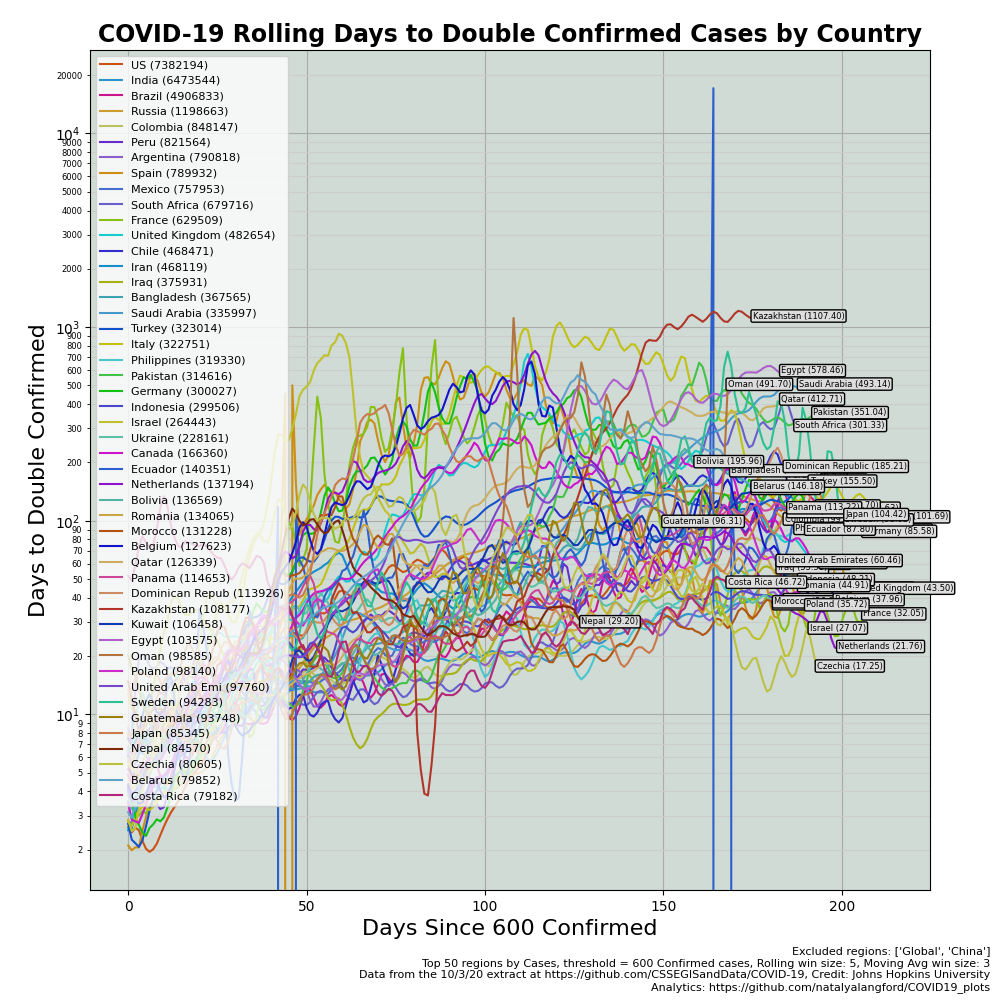 COVID-19 Rolling Days to Double Confirmed Cases by Country
US (7382194)
India (6473544)
Brazil (4906833)
Russia (1198663)
Colombia (848147)
Peru (821564)
Argentina (790818)
Spain (789932)
Mexico (757953)
South Africa (679716)
France (629509)
United Kingdom (482654)
Chile (468471)
Iran (468119)
Iraq (375931)
Bangladesh (367565)
Saudi Arabia (335997)
Turkey (323014)
Italy (322751)
Philippines (319330)
Pakistan (314616)
Germany (300027)
Indonesia (299506)
Israel (264443)
Ukraine (228161)
Canada (166360)
Ecuador (140351)
Netherlands (137194)
Bolivia (136569)
Romania (134065)
Morocco (131228)
Belgium (127623)
Qatar (126339)
Panama (114653)
Dominican Repub (113926)
Kazakhstan (108177)
Kuwait (106458)
Egypt (103575)
Oman (98585)
Poland (98140)
United Arab Emi (97760)
Sweden (94283)
Guatemala (93748)
Japan (85345)
Nepal (84570)
Czechia (80605)
Belarus (79852)
Costa Rica (79182)
Days to Double Confirmed
20000
10^4
9000
8000
7000
6000
5000
4000
3000
2000
10^3
900
800
700
600
500
400
300
200
10^2
90
80
70
60
50
40
30
20
10^1
9
8
7
6
5
4
3
2
Kazakhstan (1107.40)
Egypt (578.46)
Oman (491.70)
Saudi Arabia (493.14)
Qatar (412.71)
Pakistan (351.04)
South Africa (301.33)
Bolivia (195.96)
Bangladesh
Dominican Republic (185.21)
(155.50)
Belarus (146.18)
Panama (113.22)
Japan (104.42)
(101.69)
Guatemala (96.31)
Ecuador (87.80)
(85.58)
United Arab Emirates (60.46)
Costa Rica (46.72)
(44.91)
(43.50)
(37.96)
Poland (35.72)
France (32.05)
Nepal (29.20)
Israel (27.07)
Netherlands (21.76)
Czechia (17.25)
0
50
100
150
200
Days Since 600 Confirmed
Excluded regions: ['Global', 'China']
Top 50 regions by Cases, threshold = 600 Confirmed cases, Rolling win size: 5, Moving Avg win size: 3
Data from the 10/3/20 extract at https://github.com/CSSEGISandData/COVID-19, Credit: Johns Hopkins University
Analytics: https://github.com/natalyalangford/COVID19_plots